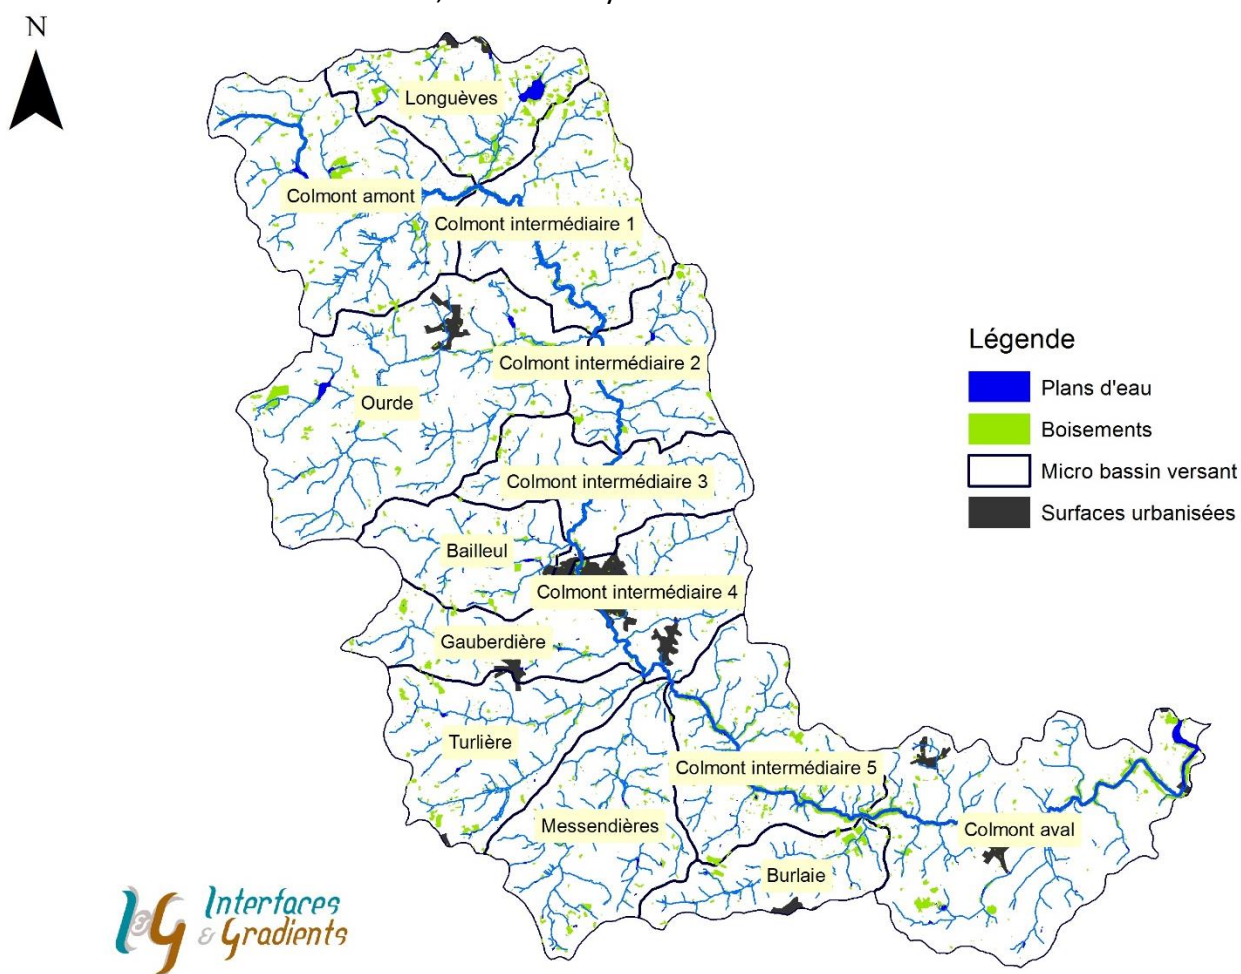 N
Longuèves
Colmont amont
Colmont intermédiaire 1
Colmont intermédiaire 2
Ourde
Colmont intermédiaire 3
Bailleul
Colmont intermédiaire 4
Gauberdière
Turlière
Colmont intermédiaire 5
Messendières
Colmont aval
Burlaie
Légende
Plans d'eau
Boisements
Micro bassin versant
Surfaces urbanisées
I&G Interfaces
& Gradients